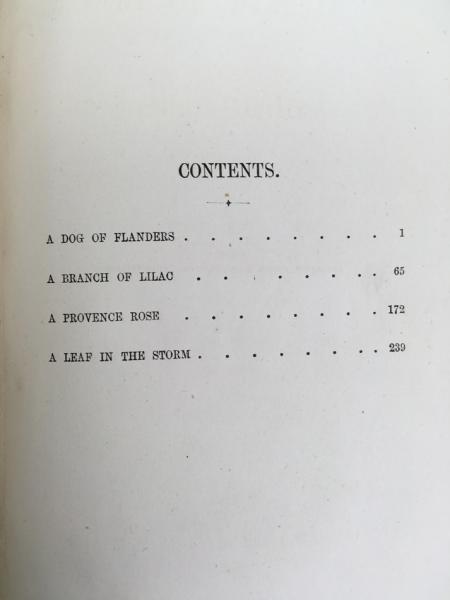 CONTENTS.
A DOG OF FLANDERS . . . . . . . . 1
A BRANCH OF LILAC . . . . . . . . 65
A PROVENCE ROSE . . . . . . . . 172
A LEAF IN THE STORM . . . . . . . . 239